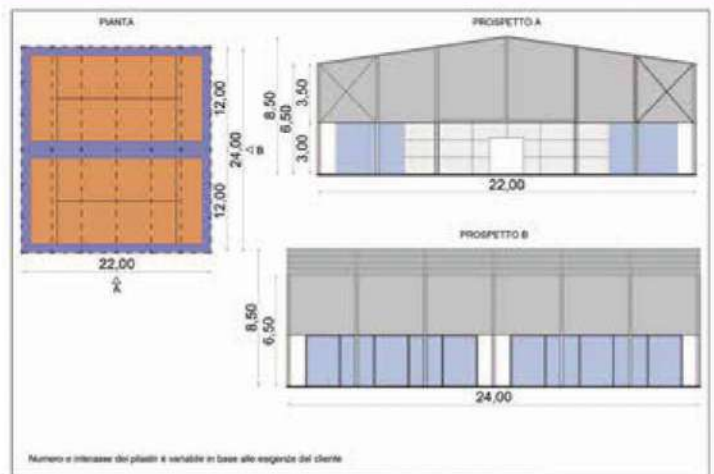 PIANTA
12,00
12,00
24,00
B
22,00
A
PROSPETTO A
8,50
6,50
3,50
3,00
22,00
PROSPETTO B
8,50
6,50
24,00
Numero e interasse dei pilastri è variabile in base alle esigenze del cliente